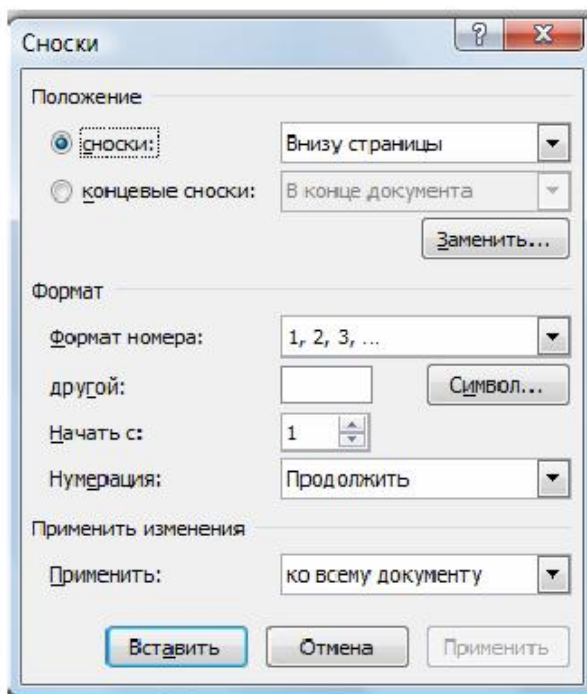 Сноски
Положение
сноски: Внизу страницы
концевые сноски: В конце документа
Заменить...
Формат
Формат номера: 1, 2, 3, ...
другой: Символ...
Начать с: 1
Нумерация: Продолжить
Применить изменения
Применить: ко всему документу
Вставить Отмена Применить